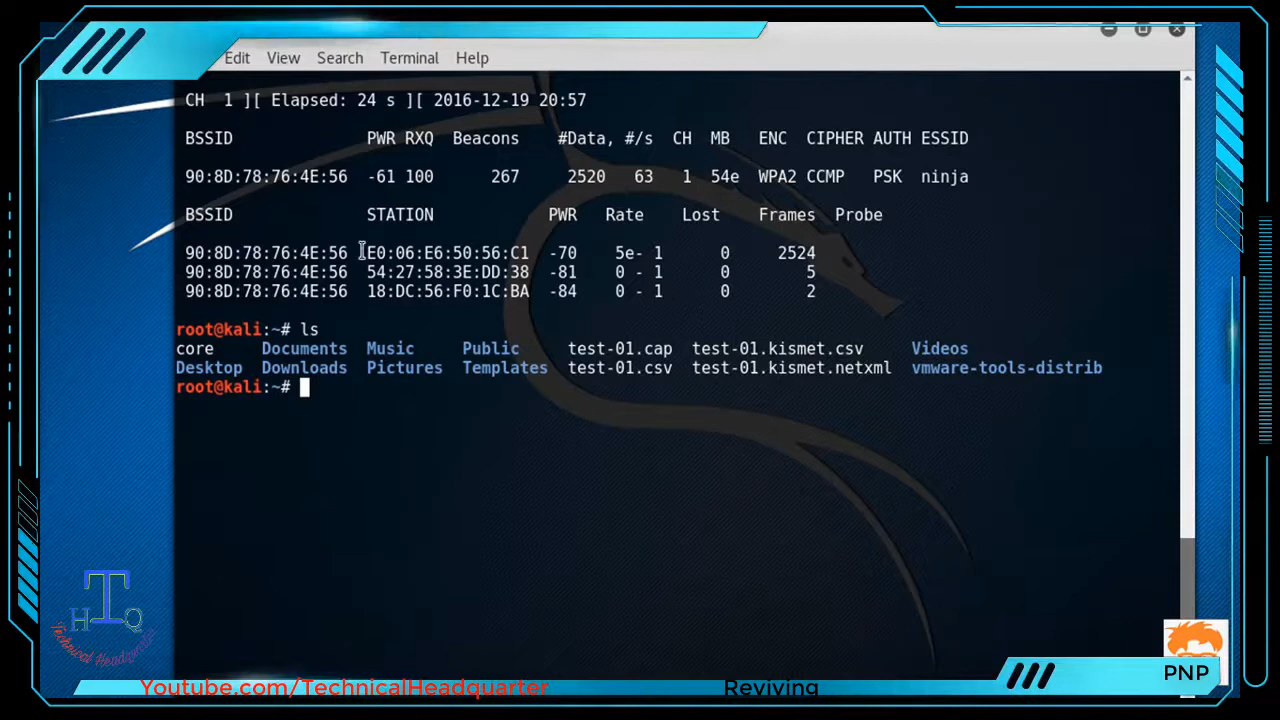 Edit View Search Terminal Help
CH 1 ][ Elapsed: 24 s ][ 2016-12-19 20:57
BSSID PWR RXQ Beacons #Data, #/s CH MB ENC CIPHER AUTH ESSID
90:8D:78:76:4E:56 -61 100 267 2520 63 1 54e WPA2 CCMP PSK ninja
BSSID STATION PWR Rate Lost Frames Probe
90:8D:78:76:4E:56 E0:06:E6:50:56:C1 -70 5e- 1 0 2524
90:8D:78:76:4E:56 54:27:58:3E:DD:38 -81 0 - 1 0 5
90:8D:78:76:4E:56 18:DC:56:F0:1C:BA -84 0 - 1 0 2
root@kali:~# ls
core Documents Music Public test-01.cap test-01.kismet.csv Videos
Desktop Downloads Pictures Templates test-01.csv test-01.kismet.netxml vmware-tools-distrib
root@kali:~#
HTQ
Technical Headquarter
PNP
Youtube.com/TechnicalHeadquarter Reviving